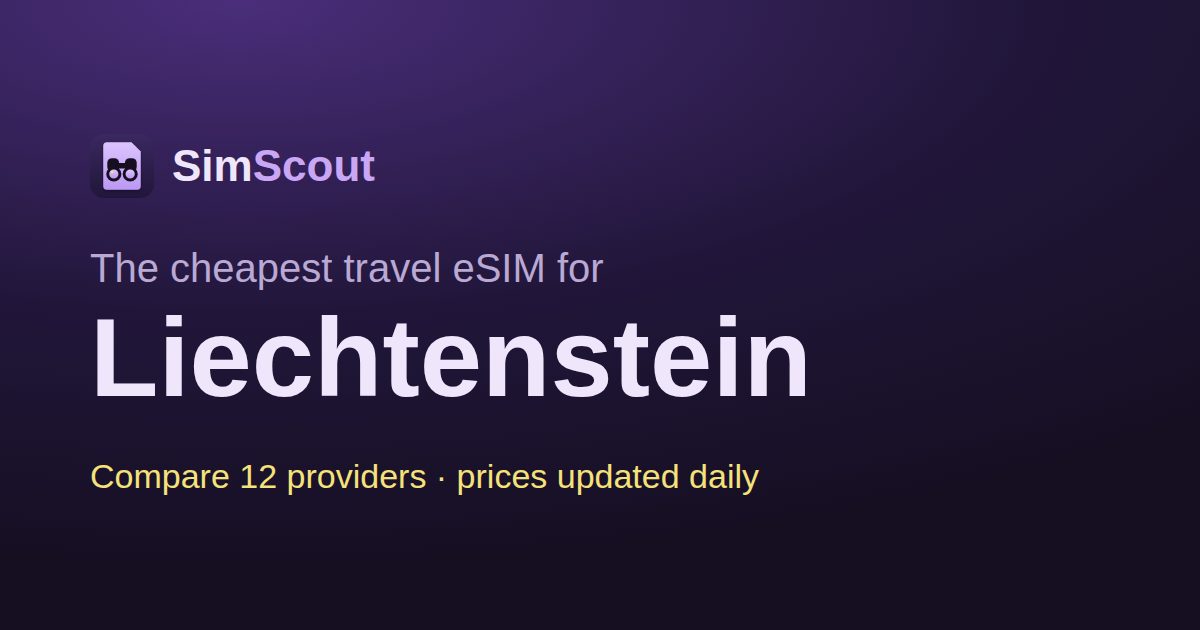 SimScout
The cheapest travel eSIM for
Liechtenstein
Compare 12 providers · prices updated daily